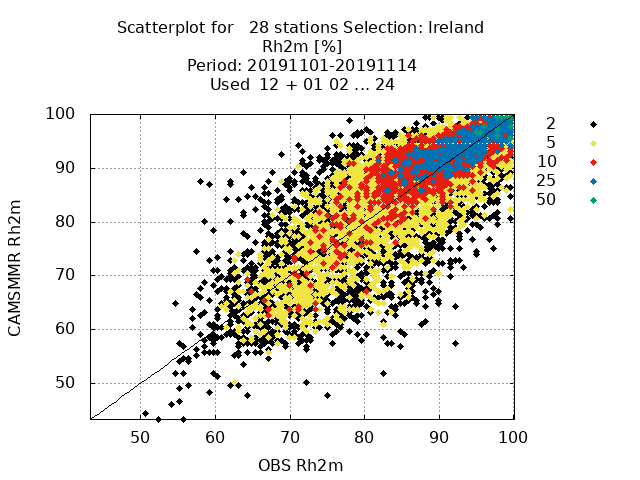 Scatterplot for   28 stations Selection: Ireland
Rh2m [%]
Period: 20191101-20191114
Used  12 + 01 02 ... 24
100
90
80
70
60
50
CAMSMMR Rh2m
50 60 70 80 90 100
OBS Rh2m
2
5
10
25
50